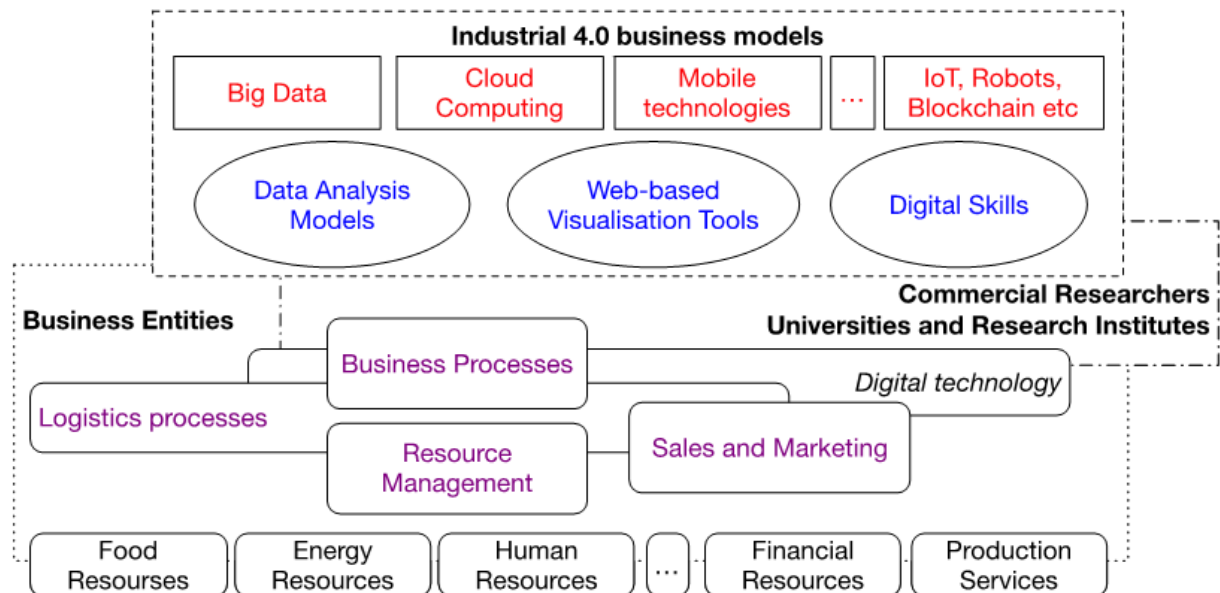 Industrial 4.0 business models
Big Data
Cloud
Computing
Mobile
technologies
...
IoT, Robots,
Blockchain etc
Data Analysis
Models
Web-based
Visualisation Tools
Digital Skills
Commercial Researchers
Universities and Research Institutes
Business Entities
Business Processes
Digital technology
Logistics processes
Resource
Management
Sales and Marketing
Food
Resourses
Energy
Resources
Human
Resources
...
Financial
Resources
Production
Services